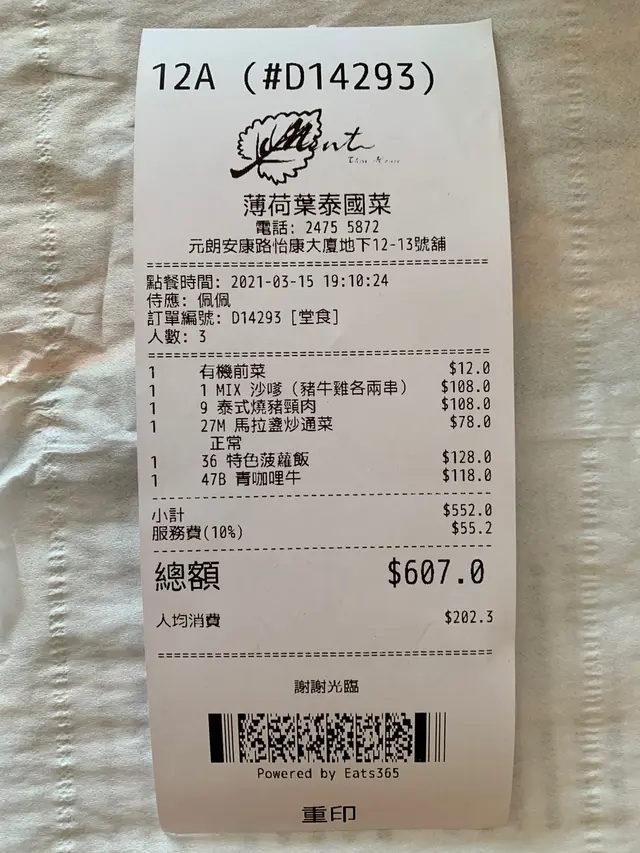 12A (#D14293)
Mint
Thai House
薄荷葉泰國菜
電話: 2475 5872
元朗安康路怡康大廈地下12-13號舖
點餐時間: 2021-03-15 19:10:24
侍應: 佩佩
訂單編號: D14293 [堂食]
人數: 3
1 有機前菜 $12.0
1 1 MIX 沙嗲 (豬牛雞各兩串) $108.0
1 9 泰式燒豬頸肉 $108.0
1 27M 馬拉盞炒通菜 $78.0
正常
1 36 特色菠蘿飯 $128.0
1 47B 青咖哩牛 $118.0
小計 $552.0
服務費(10%) $55.2
總額 $607.0
人均消費 $202.3
謝謝光臨
Powered by Eats365
重印